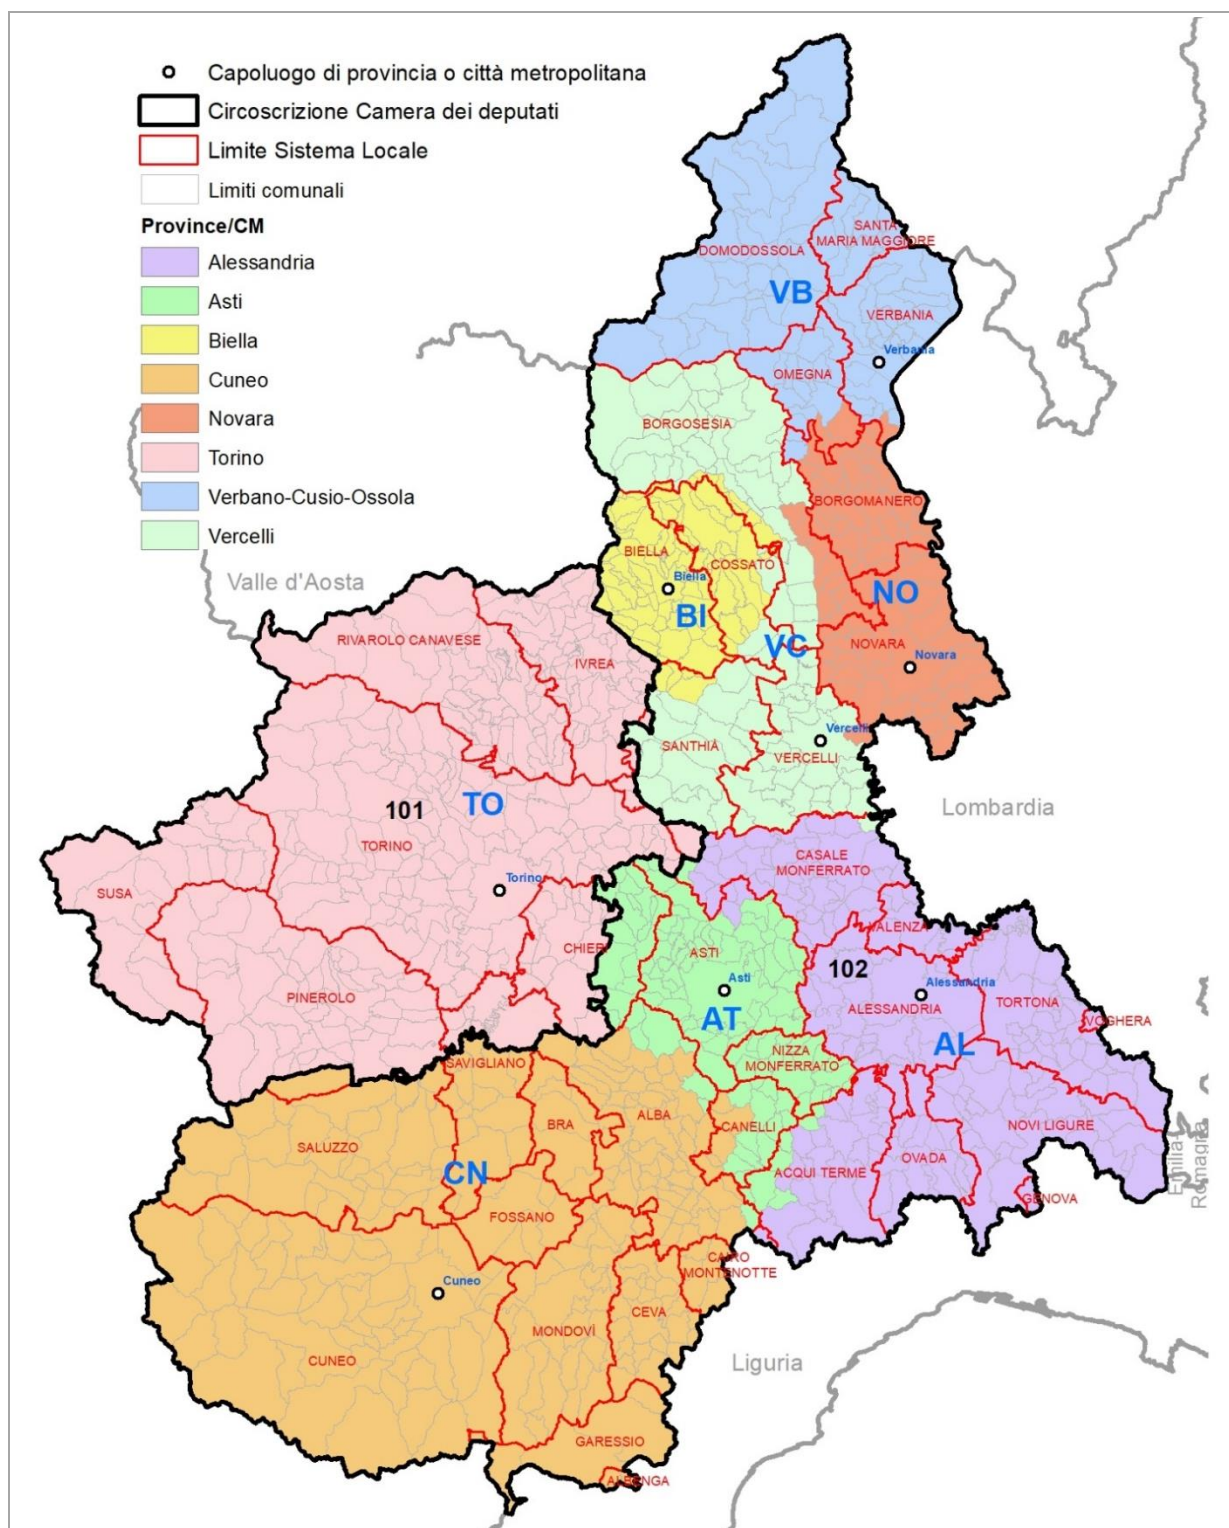 Capoluogo di provincia o città metropolitana
Circoscrizione Camera dei deputati
Limite Sistema Locale
Limiti comunali
Province/CM
Alessandria
Asti
Biella
Cuneo
Novara
Torino
Verbano-Cusio-Ossola
Vercelli
SANTA
MARIA MAGGIORE
DOMODOSSOLA
VB
VERBANIA
Verbania
OMEGNA
BORGOSESIA
BORGOMANERO
BIELLA
COSSATO
Biella
BI
NO
Valle d'Aosta
VC
NOVARA
Novara
RIVAROLO CANAVESE
IVREA
Vercelli
SANTHIÀ
VERCELLI
Lombardia
101
TO
TORINO
Torino
CASALE
MONFERRATO
SUSA
VALENZA
CHIERI
ASTI
102
Asti
Alessandria
PINEROLO
ALESSANDRIA
TORTONA
VOGHERA
AT
AL
NIZZA
MONFERRATO
SAVIGLIANO
ALBA
BRA
CANELLI
NOVI LIGURE
SALUZZO
CN
ACQUI TERME
OVADA
Emilia-
Romagna
GENOVA
FOSSANO
CAIRO
MONTENOTTE
Cuneo
CEVA
MONDOVÌ
CUNEO
Liguria
GARESSIO
ALBENGA